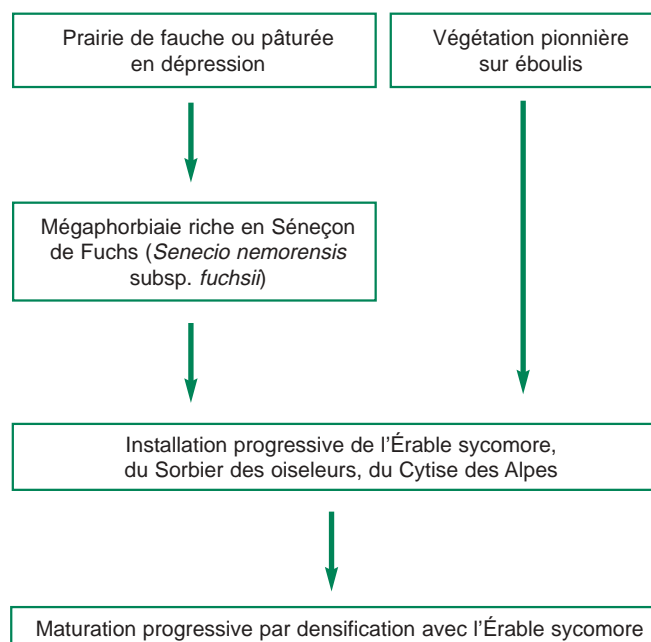 Prairie de fauche ou pâturée
en dépression
Végétation pionnière
sur éboulis
Mégaphorbiaie riche en Séneçon
de Fuchs (Senecio nemorensis
subsp. fuchsii)
Installation progressive de l'Érable sycomore,
du Sorbier des oiseleurs, du Cytise des Alpes
Maturation progressive par densification avec l'Érable sycomore